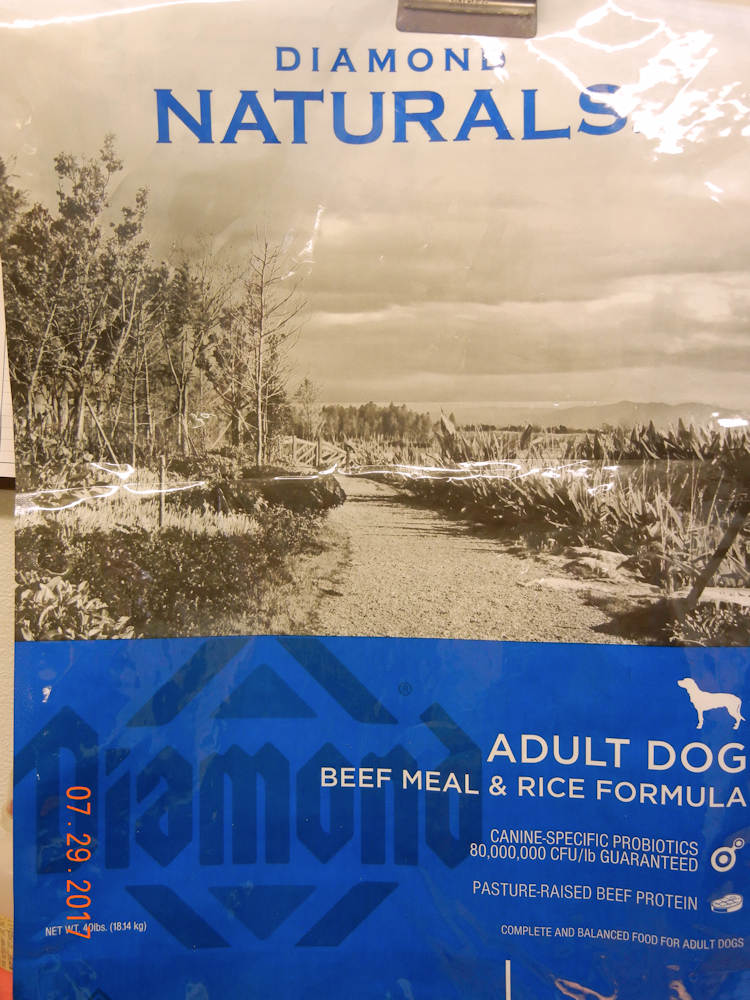 DIAMOND
NATURALS
®
Diamond
ADULT DOG
BEEF MEAL & RICE FORMULA
CANINE-SPECIFIC PROBIOTICS
80,000,000 CFU/lb GUARANTEED
PASTURE-RAISED BEEF PROTEIN
COMPLETE AND BALANCED FOOD FOR ADULT DOGS
NET WT. 40lbs. (18.14 kg)
07.29.2017